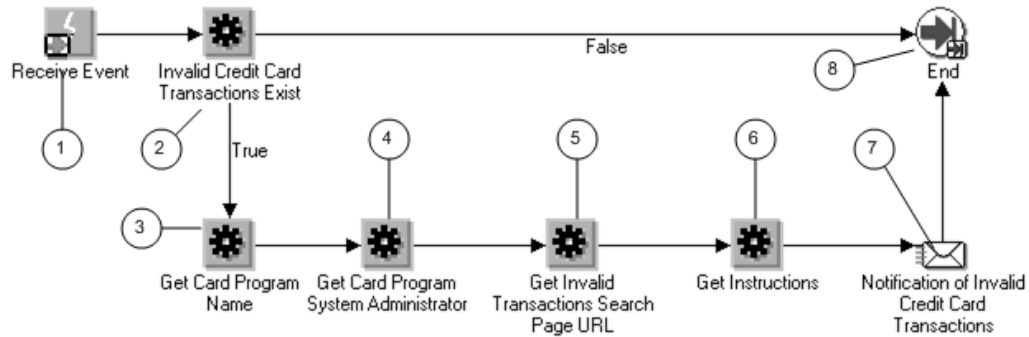 Receive Event
Invalid Credit Card
Transactions Exist
False
End
1
2
True
4
5
6
7
8
3
Get Card Program
Name
Get Card Program
System Administrator
Get Invalid
Transactions Search
Page URL
Get Instructions
Notification of Invalid
Credit Card
Transactions